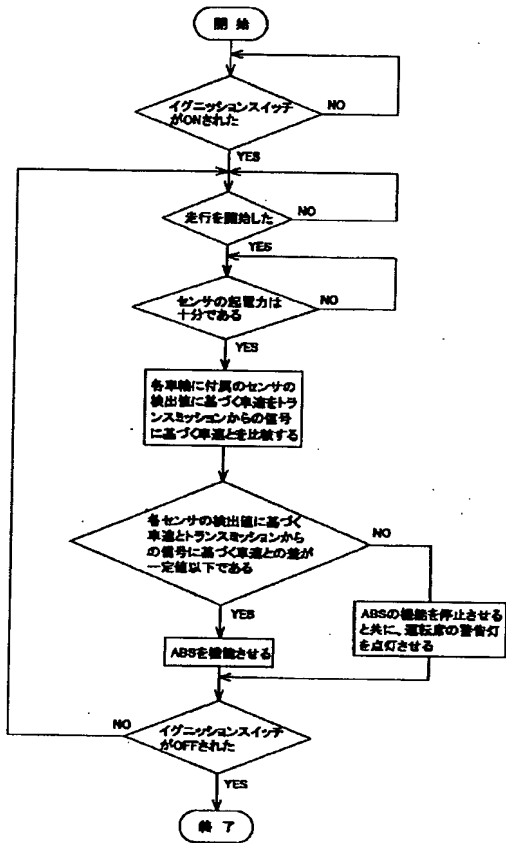 開 始
イグニッションスイッチ
がONされた
NO
YES
走行を開始した
NO
YES
センサの起電力は
十分である
NO
YES
各車輪に付属のセンサの
検出値に基づく車速をトラ
ンスミッションからの信号
に基づく車速とを比較する
各センサの検出値に基づく
車速とトランスミッションから
の信号に基づく車速との差が
一定値以下である
NO
YES
ABSの機能を停止させる
と共に、運転席の警告灯
を点灯させる
ABSを機能させる
NO
イグニッションスイッチ
がOFFされた
YES
終 了